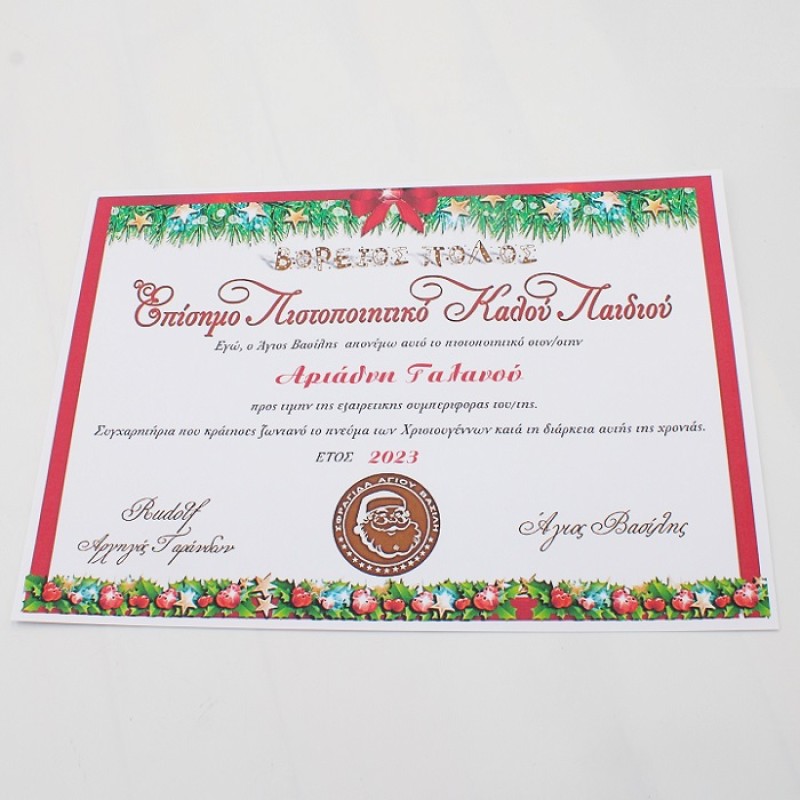 ΒΟΡΕΙΟΣ ΠΟΛΟΣ
Επίσημο Πιστοποιητικό Καλού Παιδιού
Εγώ, ο Άγιος Βασίλης απονέμω αυτό το πιστοποιητικό στον/στην
Αριάδνη Γαλανού
προς τιμην της εξαιρετικης συμπεριφορας του/της.
Συγχαρητήρια που κράτησες ζωντανό το πνεύμα των Χριστουγέννων κατά τη διάρκεια αυτής της χρονιάς.
ΕΤΟΣ 2023
ΣΦΡΑΓΙΔΑ ΑΓΙΟΥ ΒΑΣΙΛΗ
Rudolf
Αρχηγός Ταράνδων
Άγιος Βασίλης